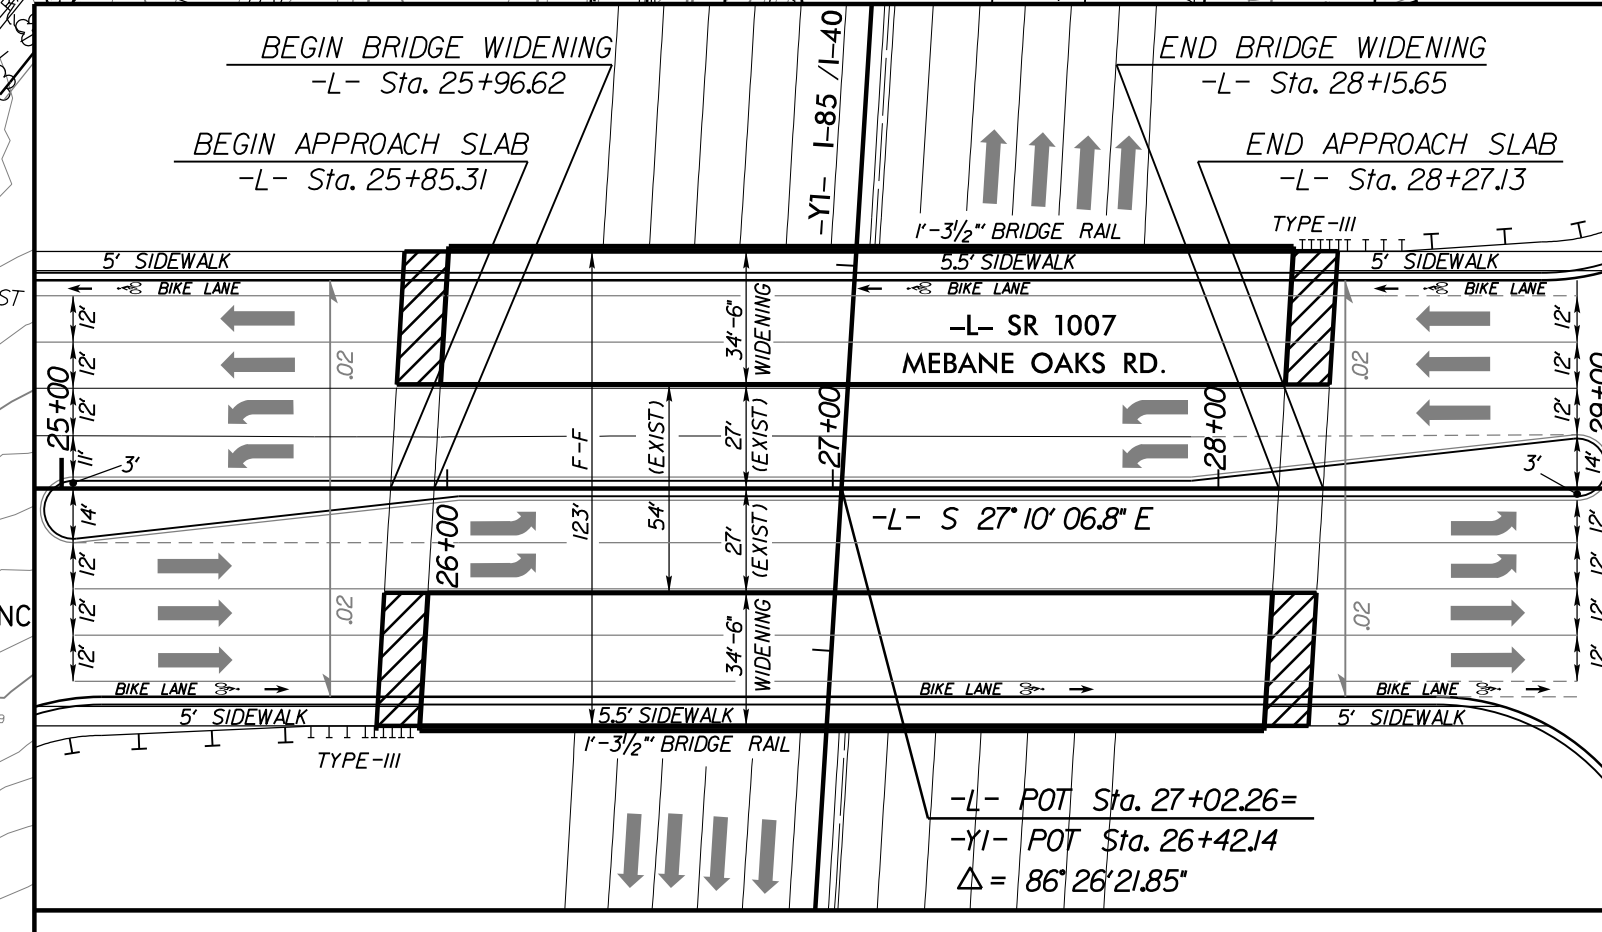 BEGIN BRIDGE WIDENING
-L- Sta. 25+96.62
BEGIN APPROACH SLAB
-L- Sta. 25+85.31
-Y1- I-85 /I-40
END BRIDGE WIDENING
-L- Sta. 28+15.65
END APPROACH SLAB
-L- Sta. 28+27.13
1'-3½"' BRIDGE RAIL
TYPE-III
5' SIDEWALK
5.5' SIDEWALK
5' SIDEWALK
BIKE LANE
BIKE LANE
BIKE LANE
ST
12'
12'
12'
11'
25+00
3'
14'
12'
12'
12'
.02
.02
34'-6"
WIDENING
-L- SR 1007
MEBANE OAKS RD.
F-F
123'
(EXIST)
54'
27'
(EXIST)
27'
(EXIST)
34'-6"
WIDENING
26+00
27+00
28+00
29+00
.02
.02
12'
12'
12'
14'
3'
12'
12'
12'
12'
-L- S 27° 10' 06.8" E
NC
BIKE LANE
BIKE LANE
BIKE LANE
5' SIDEWALK
5.5' SIDEWALK
5' SIDEWALK
TYPE-III
1'-3½"' BRIDGE RAIL
-L- POT Sta. 27+02.26=
-Y1- POT Sta. 26+42.14
Δ = 86° 26' 21.85"